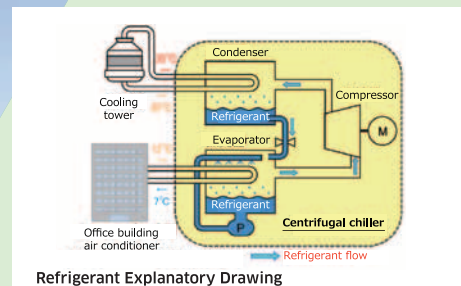 Condenser
Cooling
tower
Refrigerant
Compressor
M
Evaporator
7℃
Refrigerant
P
Office building
air conditioner
Centrifugal chiller
Refrigerant flow
Refrigerant Explanatory Drawing